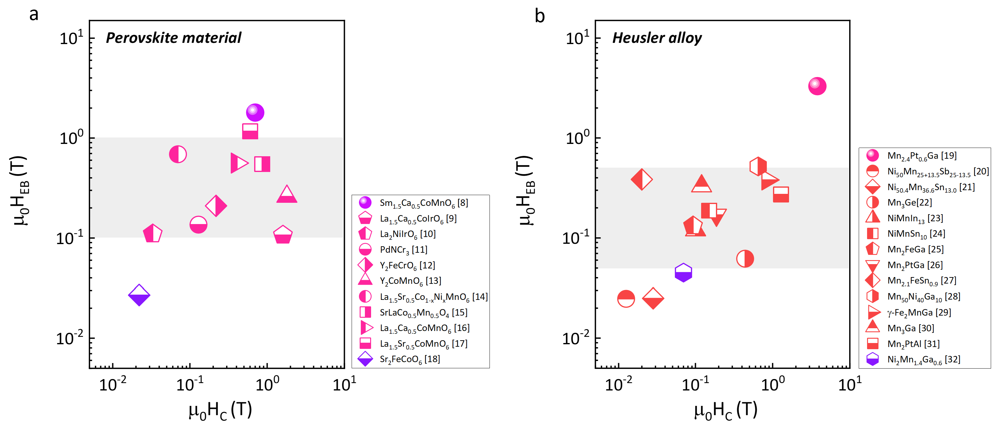 a
Perovskite material
10¹
10⁰
10⁻¹
10⁻²
μ₀H_EB (T)
10⁻² 10⁻¹ 10⁰ 10¹
μ₀H_C (T)
Sm₁.₅Ca₀.₅CoMnO₆ [8]
La₁.₅Ca₀.₅CoIrO₆ [9]
La₂NiIrO₆ [10]
PdNCr₃ [11]
Y₂FeCrO₆ [12]
Y₂CoMnO₆ [13]
La₁.₅Sr₀.₅Co₁₋ₓNiₓMnO₆ [14]
SrLaCo₀.₅Mn₀.₅O₄ [15]
La₁.₅Ca₀.₅CoMnO₆ [16]
La₁.₅Sr₀.₅CoMnO₆ [17]
Sr₂FeCoO₆ [18]
b
Heusler alloy
10¹
10⁰
10⁻¹
10⁻²
μ₀H_EB (T)
10⁻² 10⁻¹ 10⁰ 10¹
μ₀H_C (T)
Mn₂.₄Pt₀.₆Ga [19]
Ni₅₀Mn₂₅₊₁₃.₅Sb₂₅₋₁₃.₅ [20]
Ni₅₀.₄Mn₃₆.₆Sn₁₃.₀ [21]
Mn₃Ge[22]
NiMnIn₁₃ [23]
NiMnSn₁₀ [24]
Mn₂FeGa [25]
Mn₂PtGa [26]
Mn₂.₁FeSn₀.₉ [27]
Mn₅₀Ni₄₀Ga₁₀ [28]
γ-Fe₂MnGa [29]
Mn₃Ga [30]
Mn₂PtAl [31]
Ni₂Mn₁.₄Ga₀.₆ [32]